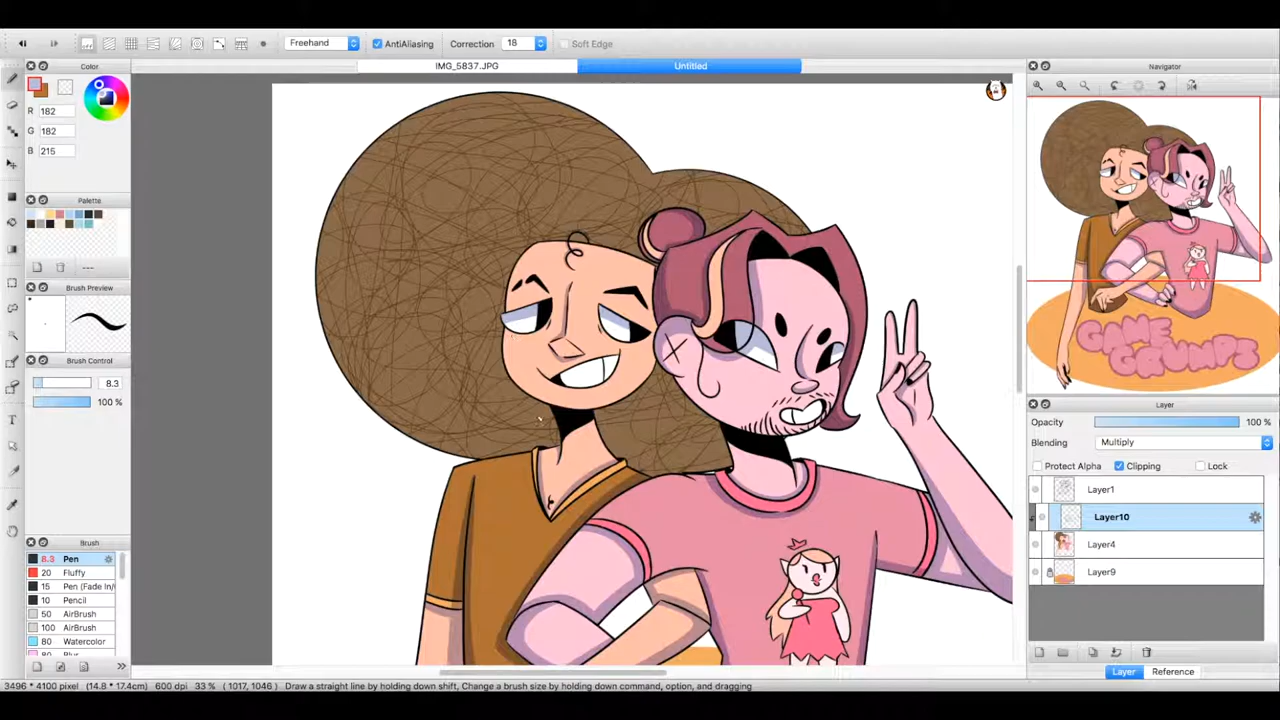 Freehand
AntiAliasing
Correction 18
Soft Edge
Color
IMG_5837.JPG
Untitled
Navigator
R 182
G 182
B 215
Palette
---
Brush Preview
Brush Control
8.3
100 %
GAME
GRUMPS
Layer
Opacity 100 %
Blending Multiply
Protect Alpha Clipping Lock
Layer1
Layer10
Layer4
Layer9
Brush
8.3 Pen
20 Fluffy
15 Pen (Fade In/
10 Pencil
50 AirBrush
100 AirBrush
80 Watercolor
80 Blur
Layer Reference
3496 * 4100 pixel (14.8 * 17.4cm) 600 dpi 33 % (1017, 1046) Draw a straight line by holding down shift, Change a brush size by holding down command, option, and dragging